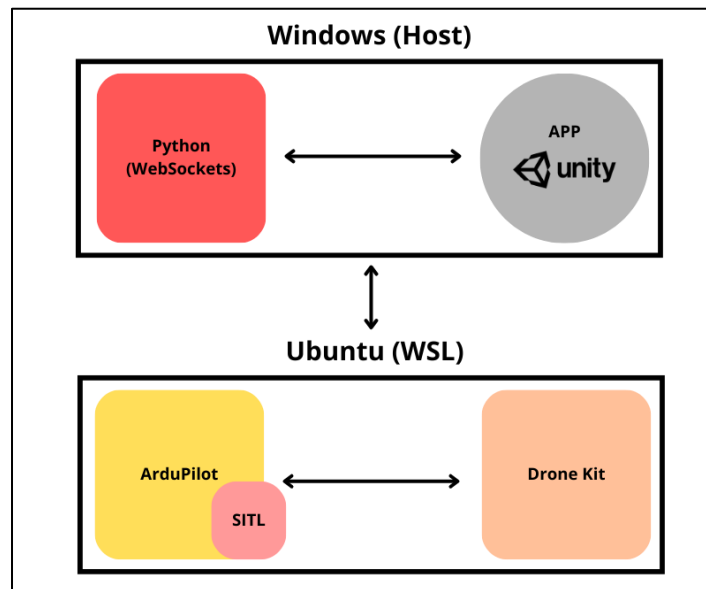 Windows (Host)
Python
(WebSockets)
APP
unity
Ubuntu (WSL)
ArduPilot
SITL
Drone Kit